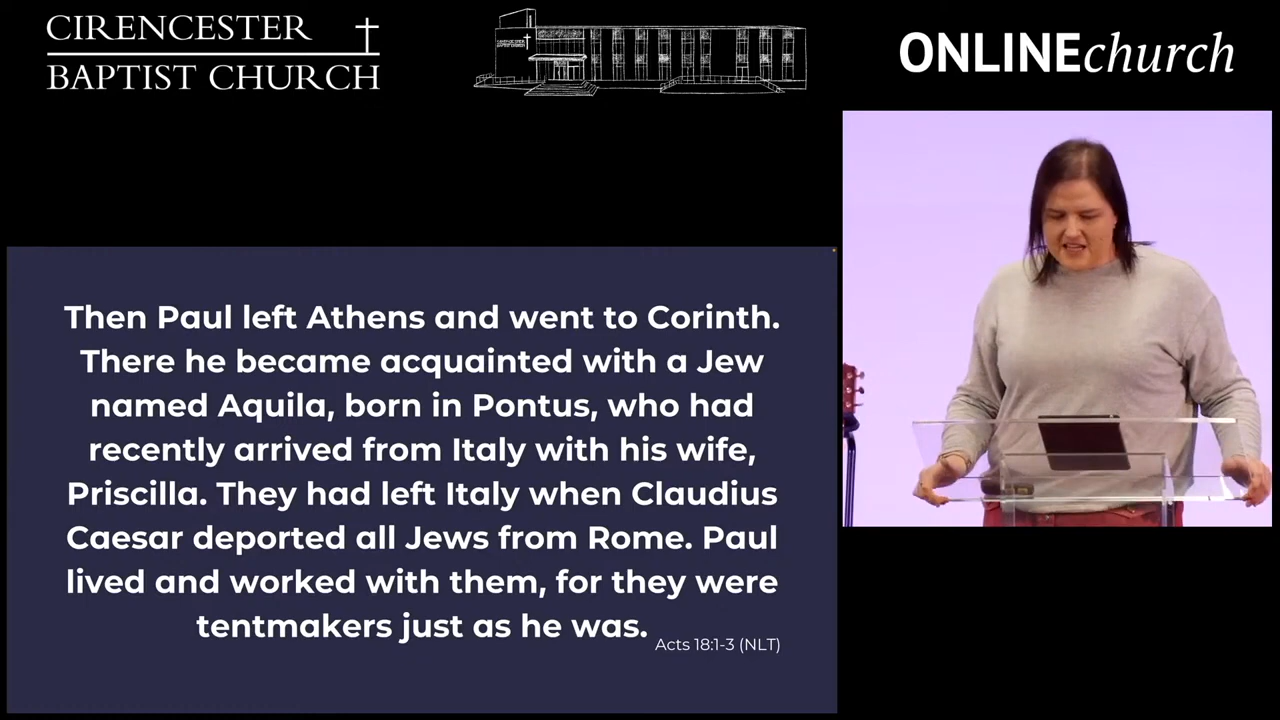 CIRENCESTER
BAPTIST CHURCH
ONLINEchurch
Then Paul left Athens and went to Corinth.
There he became acquainted with a Jew
named Aquila, born in Pontus, who had
recently arrived from Italy with his wife,
Priscilla. They had left Italy when Claudius
Caesar deported all Jews from Rome. Paul
lived and worked with them, for they were
tentmakers just as he was.
Acts 18:1-3 (NLT)